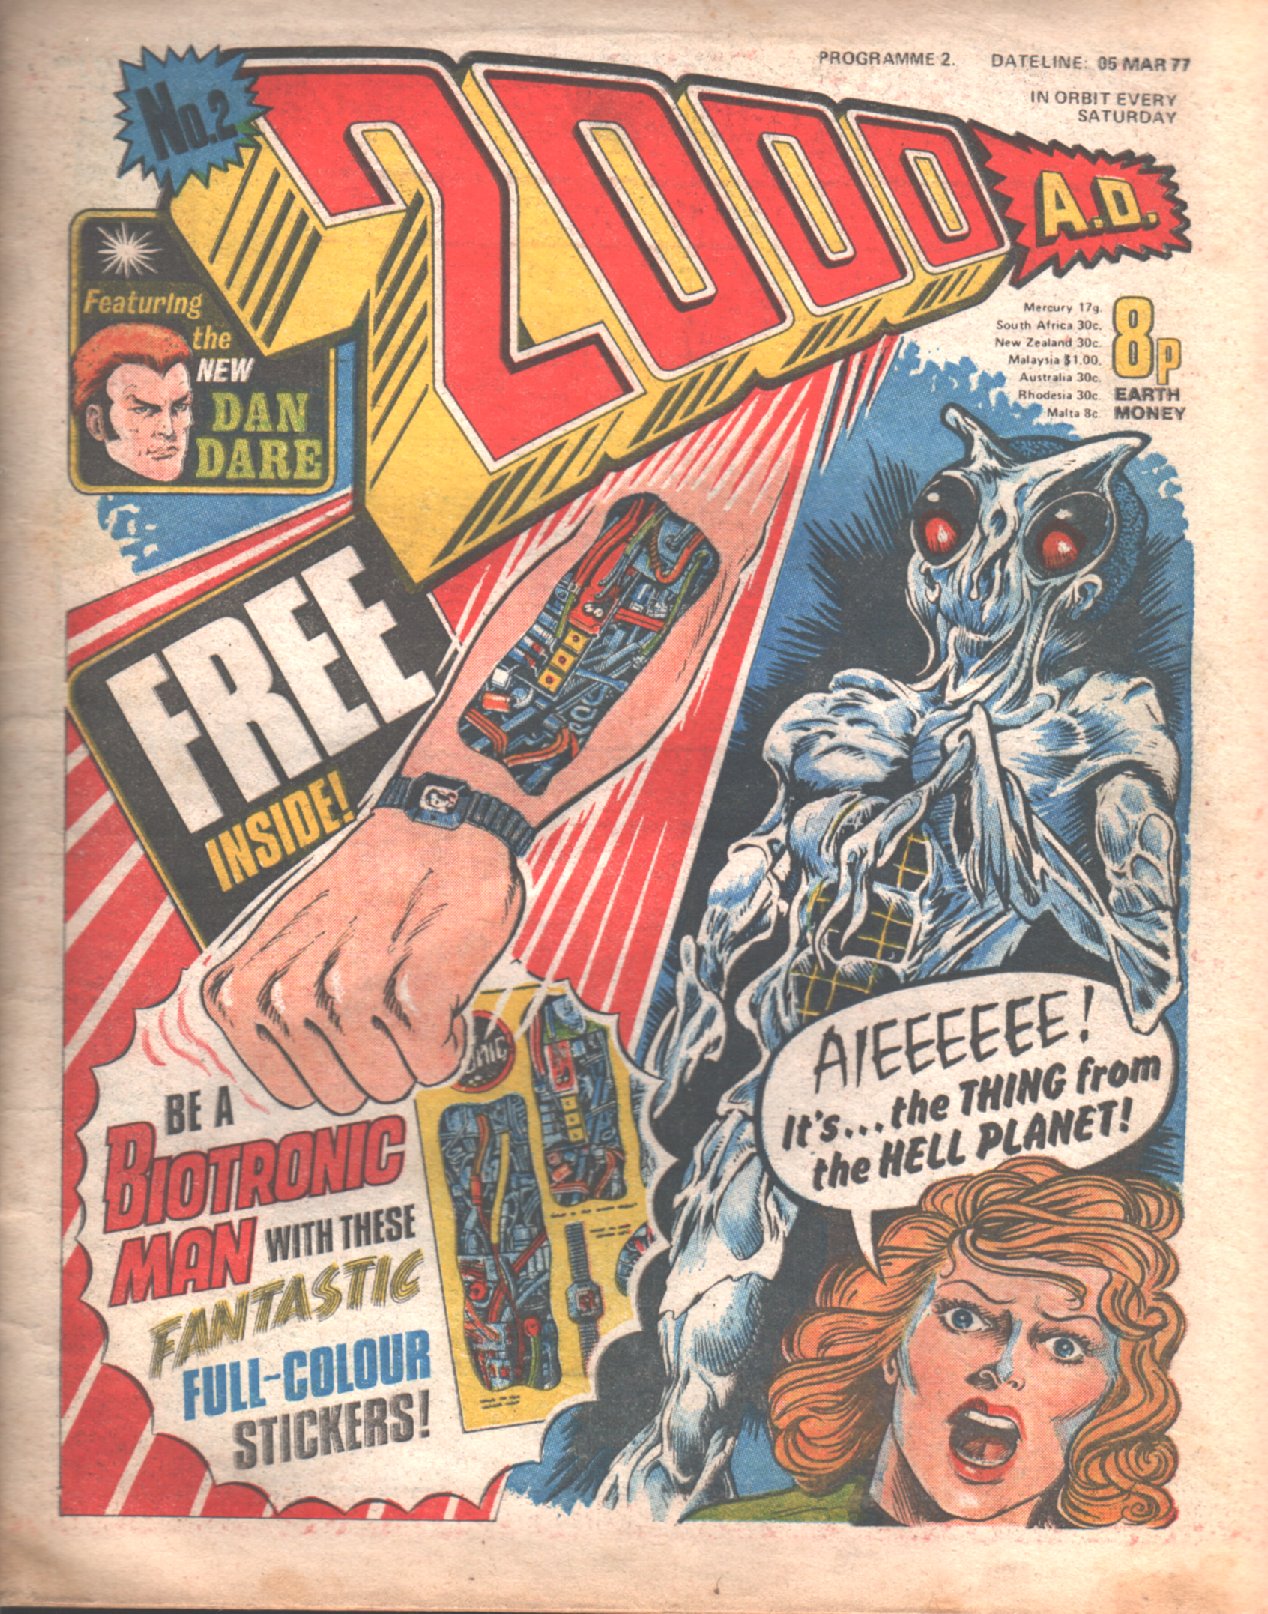 PROGRAMME 2. DATELINE: 05 MAR 77
IN ORBIT EVERY
SATURDAY
No.2
2000
A.D.
Featuring
the
NEW
DAN
DARE
Mercury 17g.
South Africa 30c.
New Zealand 30c.
Malaysia $1.00.
Australia 30c.
Rhodesia 30c.
Malta 8c.
8p
EARTH
MONEY
FREE
INSIDE!
AIEEEEEE!
It's...the THING from
the HELL PLANET!
BE A
BIOTRONIC
MAN WITH THESE
FANTASTIC
FULL-COLOUR
STICKERS!